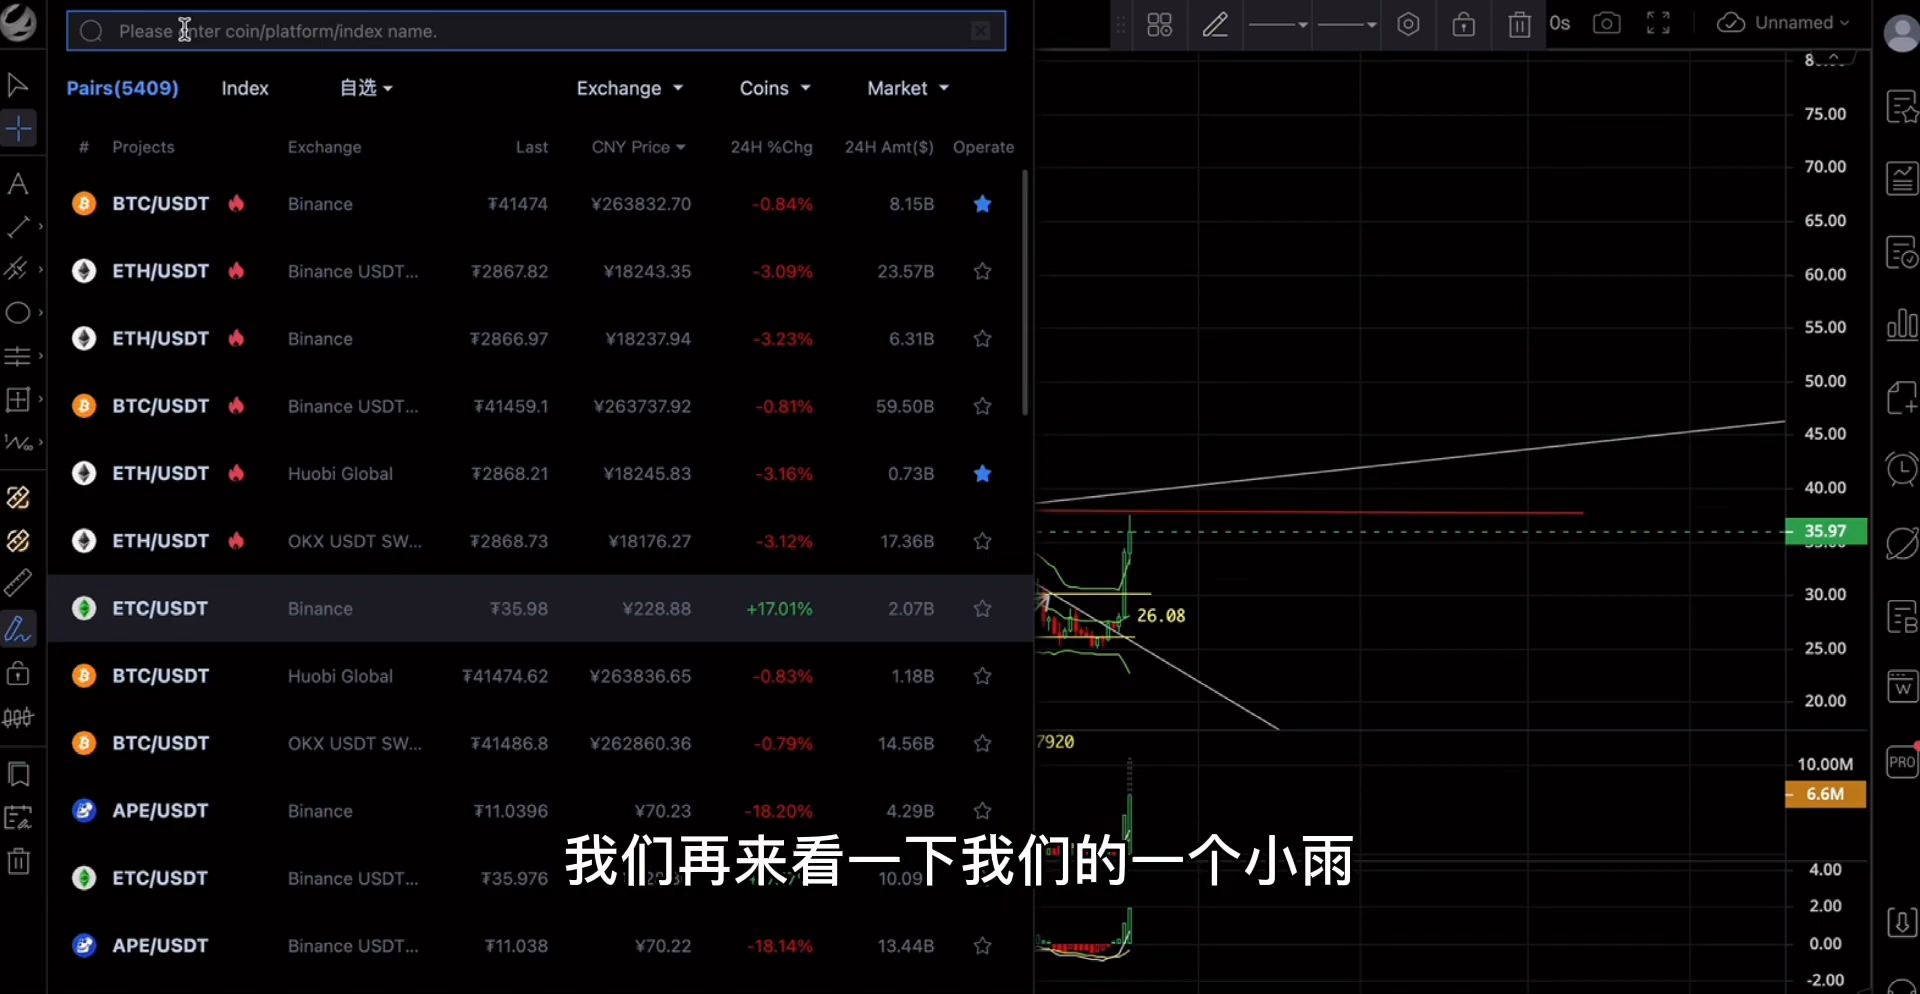 Please enter coin/platform/index name.
0s
Unnamed
Pairs(5409) Index 自选 Exchange Coins Market
# Projects Exchange Last CNY Price 24H %Chg 24H Amt($) Operate
BTC/USDT Binance ₮41474 ¥263832.70 -0.84% 8.15B
ETH/USDT Binance USDT... ₮2867.82 ¥18243.35 -3.09% 23.57B
ETH/USDT Binance ₮2866.97 ¥18237.94 -3.23% 6.31B
BTC/USDT Binance USDT... ₮41459.1 ¥263737.92 -0.81% 59.50B
ETH/USDT Huobi Global ₮2868.21 ¥18245.83 -3.16% 0.73B
ETH/USDT OKX USDT SW... ₮2868.73 ¥18176.27 -3.12% 17.36B
ETC/USDT Binance ₮35.98 ¥228.88 +17.01% 2.07B
BTC/USDT Huobi Global ₮41474.62 ¥263836.65 -0.83% 1.18B
BTC/USDT OKX USDT SW... ₮41486.8 ¥262860.36 -0.79% 14.56B
APE/USDT Binance ₮11.0396 ¥70.23 -18.20% 4.29B
ETC/USDT Binance USDT... ₮35.976 10.09
APE/USDT Binance USDT... ₮11.038 ¥70.22 -18.14% 13.44B
我们再来看一下我们的一个小雨
75.00
70.00
65.00
60.00
55.00
50.00
45.00
40.00
35.97
30.00
26.08
25.00
20.00
7920
10.00M
6.6M
4.00
2.00
0.00
-2.00
B
W
PRO